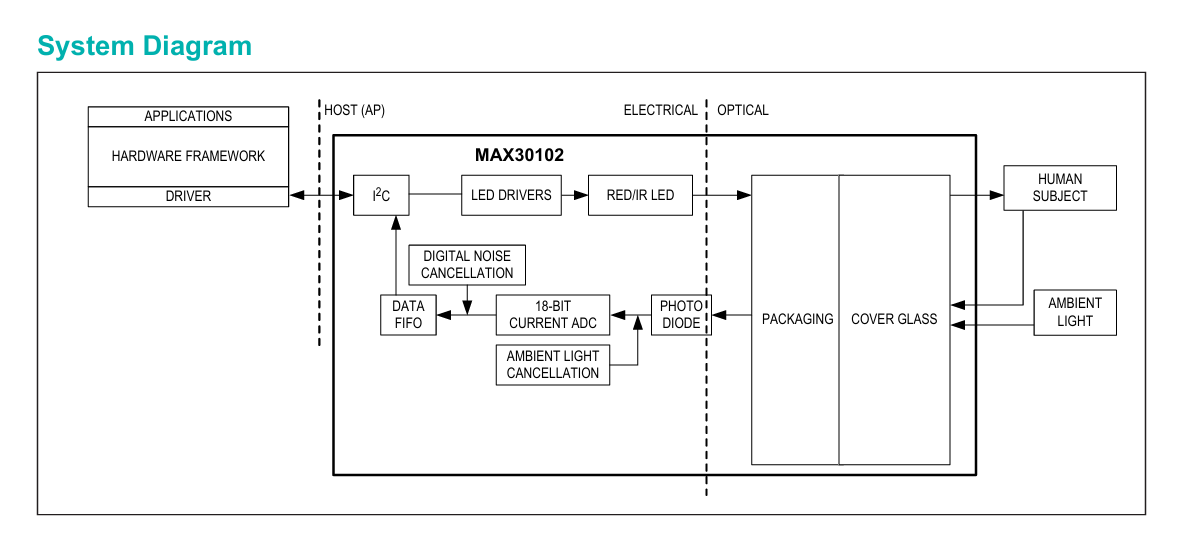 System Diagram
APPLICATIONS
HARDWARE FRAMEWORK
DRIVER
HOST (AP)
ELECTRICAL
OPTICAL
MAX30102
I²C
LED DRIVERS
RED/IR LED
DIGITAL NOISE
CANCELLATION
DATA
FIFO
18-BIT
CURRENT ADC
PHOTO
DIODE
AMBIENT LIGHT
CANCELLATION
PACKAGING
COVER GLASS
HUMAN
SUBJECT
AMBIENT
LIGHT